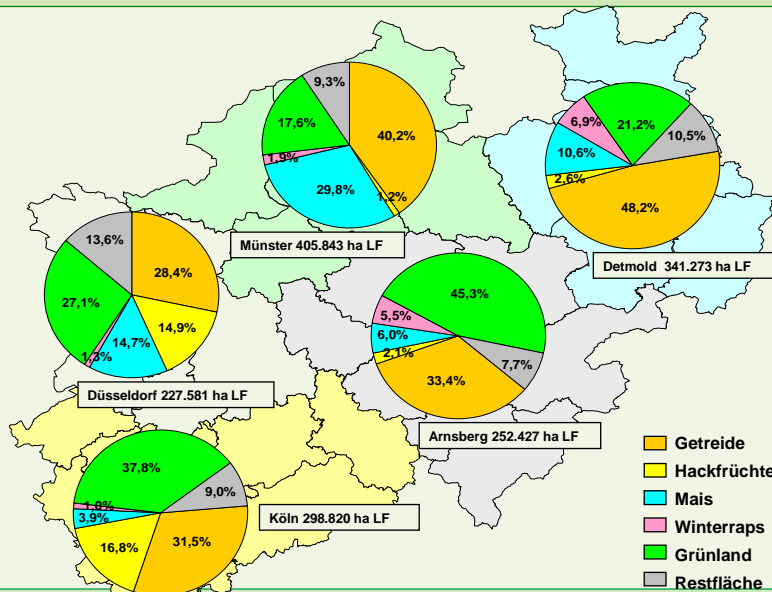 9,3%
17,6%
40,2%
1,9%
1,2%
29,8%
Münster 405.843 ha LF
6,9%
21,2%
10,5%
10,6%
2,6%
48,2%
Detmold 341.273 ha LF
13,6%
28,4%
27,1%
14,9%
14,7%
1,3%
Düsseldorf 227.581 ha LF
45,3%
5,5%
6,0%
2,1%
7,7%
33,4%
Arnsberg 252.427 ha LF
37,8%
9,0%
3,9%
16,8%
31,5%
Köln 298.820 ha LF
Getreide
Hackfrüchte
Mais
Winterraps
Grünland
Restfläche